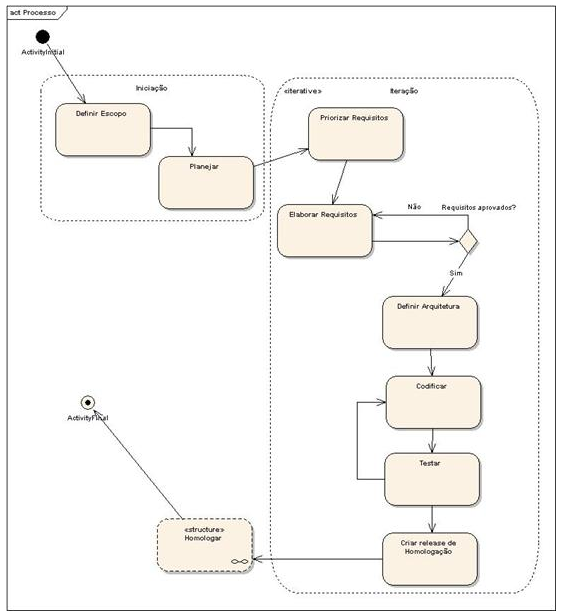 act Processo
ActivityInitial
Iniciação
Definir Escopo
Planejar
«iterative»
Iteração
Priorizar Requisitos
Elaborar Requisitos
Não
Requisitos aprovados?
Sim
Definir Arquitetura
Codificar
Testar
Criar release de
Homologação
«structure»
Homologar
ActivityFinal